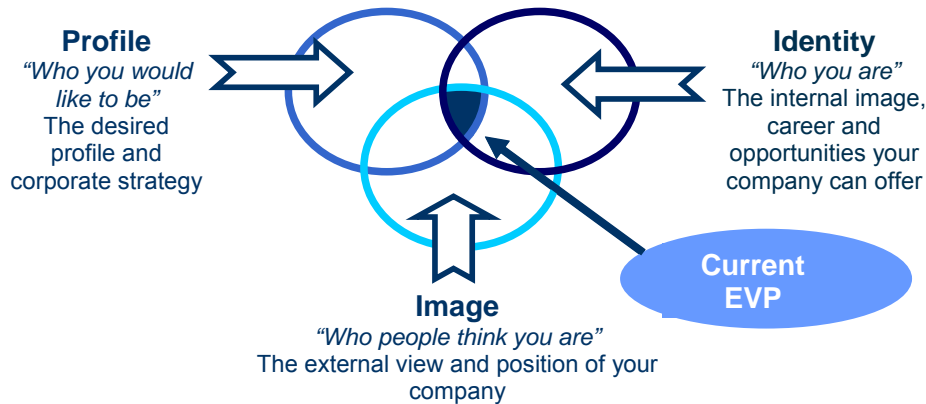 Profile
“Who you would
like to be”
The desired
profile and
corporate strategy
Identity
“Who you are”
The internal image,
career and
opportunities your
company can offer
Current
EVP
Image
“Who people think you are”
The external view and position of your
company